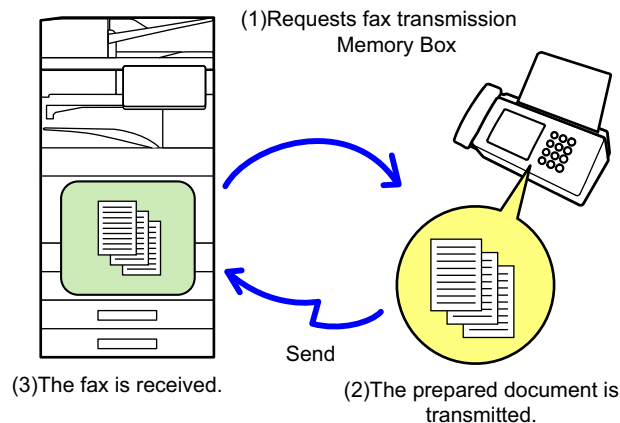 (1)Requests fax transmission
Memory Box
Send
(3)The fax is received.
(2)The prepared document is
transmitted.